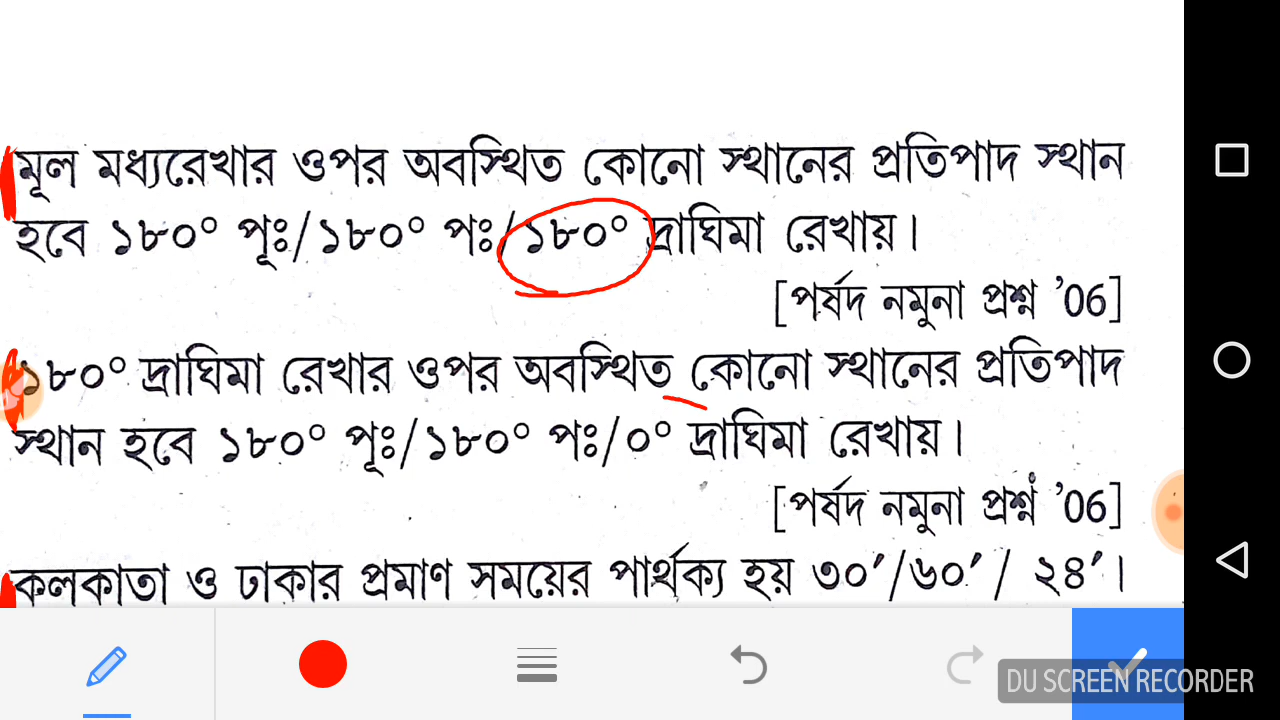 মূল মধ্যরেখার ওপর অবস্থিত কোনো স্থানের প্রতিপাদ স্থান
হবে ১৮০° পূঃ/১৮০° পঃ/১৮০° দ্রাঘিমা রেখায়।
[পর্ষদ নমুনা প্রশ্ন '06]
১৮০° দ্রাঘিমা রেখার ওপর অবস্থিত কোনো স্থানের প্রতিপাদ
স্থান হবে ১৮০° পূঃ/১৮০° পঃ/০° দ্রাঘিমা রেখায়।
[পর্ষদ নমুনা প্রশ্ন '06]
কলকাতা ও ঢাকার প্রমাণ সময়ের পার্থক্য হয় ৩০′/৬০′/ ২৪′।
DU SCREEN RECORDER